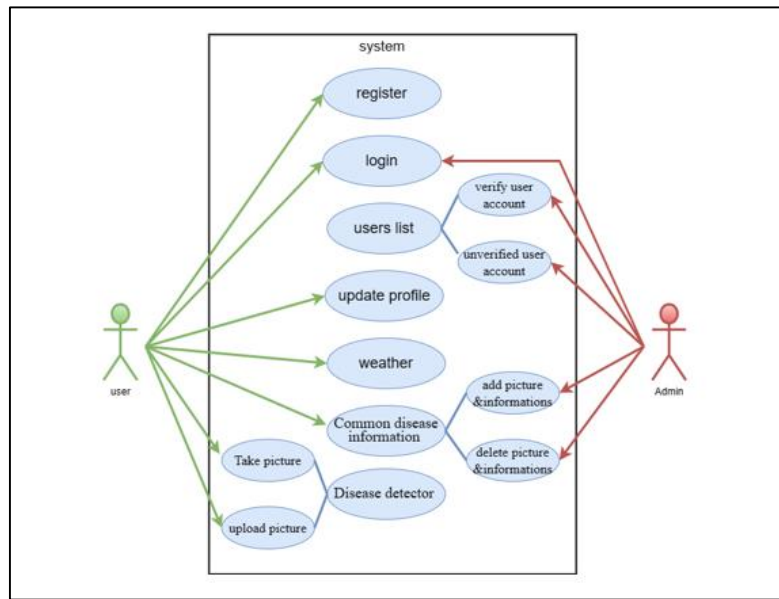 system
register
login
verify user
account
users list
unverified user
account
update profile
weather
user
Admin
add picture
&informations
Common disease
information
delete picture
&informations
Take picture
Disease detector
upload picture